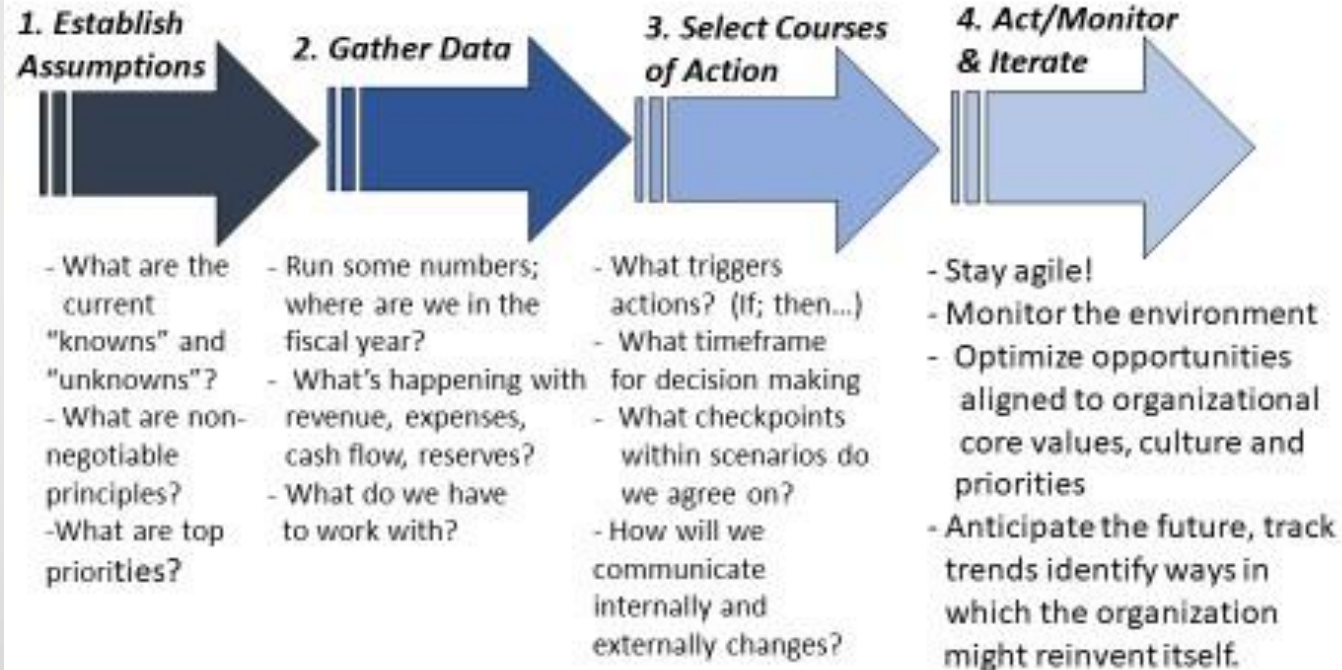 1. Establish
Assumptions
- What are the
current
"knowns" and
"unknowns"?
- What are non-
negotiable
principles?
-What are top
priorities?
2. Gather Data
- Run some numbers;
where are we in the
fiscal year?
- What's happening with
revenue, expenses,
cash flow, reserves?
- What do we have
to work with?
3. Select Courses
of Action
- What triggers
actions? (If; then...)
- What timeframe
for decision making
- What checkpoints
within scenarios do
we agree on?
- How will we
communicate
internally and
externally changes?
4. Act/Monitor
& Iterate
- Stay agile!
- Monitor the environment
- Optimize opportunities
aligned to organizational
core values, culture and
priorities
- Anticipate the future, track
trends identify ways in
which the organization
might reinvent itself.